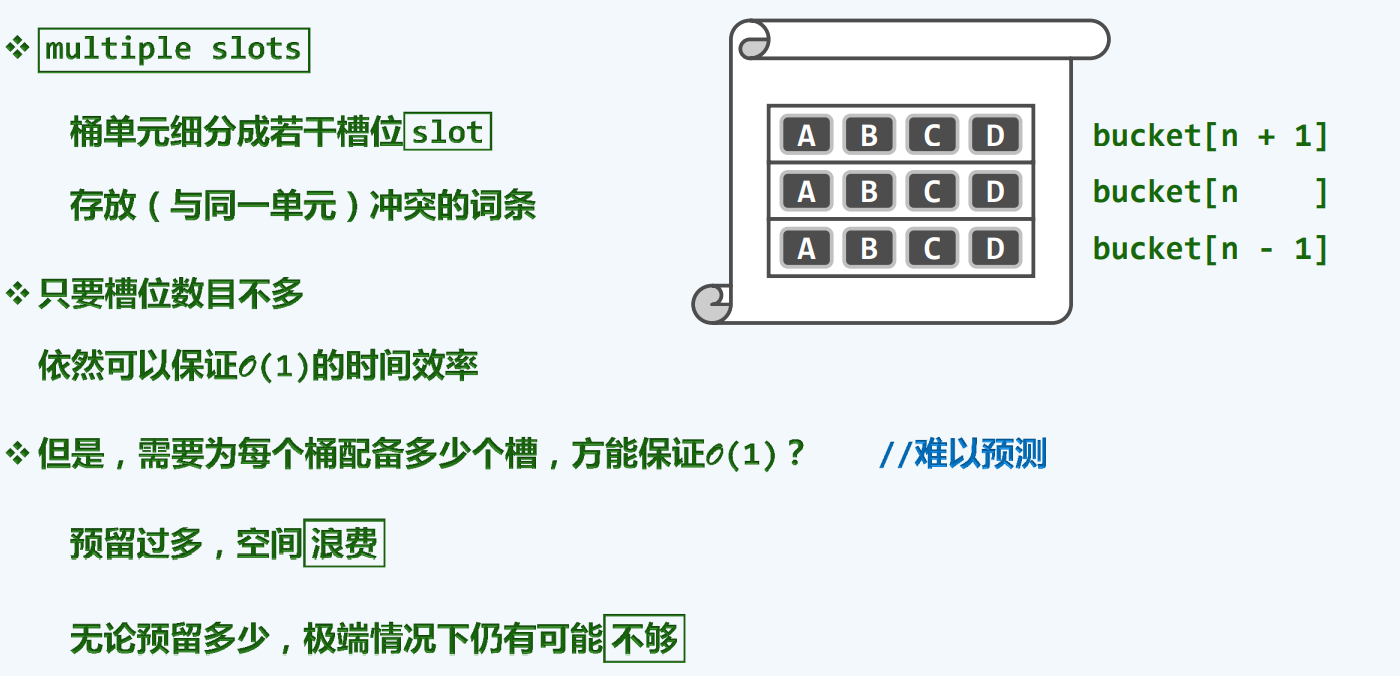 multiple slots
桶单元细分成若干槽位slot
存放(与同一单元)冲突的词条
只要槽位数目不多
依然可以保证O(1)的时间效率
但是,需要为每个桶配备多少个槽,方能保证O(1)? //难以预测
预留过多,空间浪费
无论预留多少,极端情况下仍有可能不够
A B C D bucket[n + 1]
A B C D bucket[n    ]
A B C D bucket[n - 1]